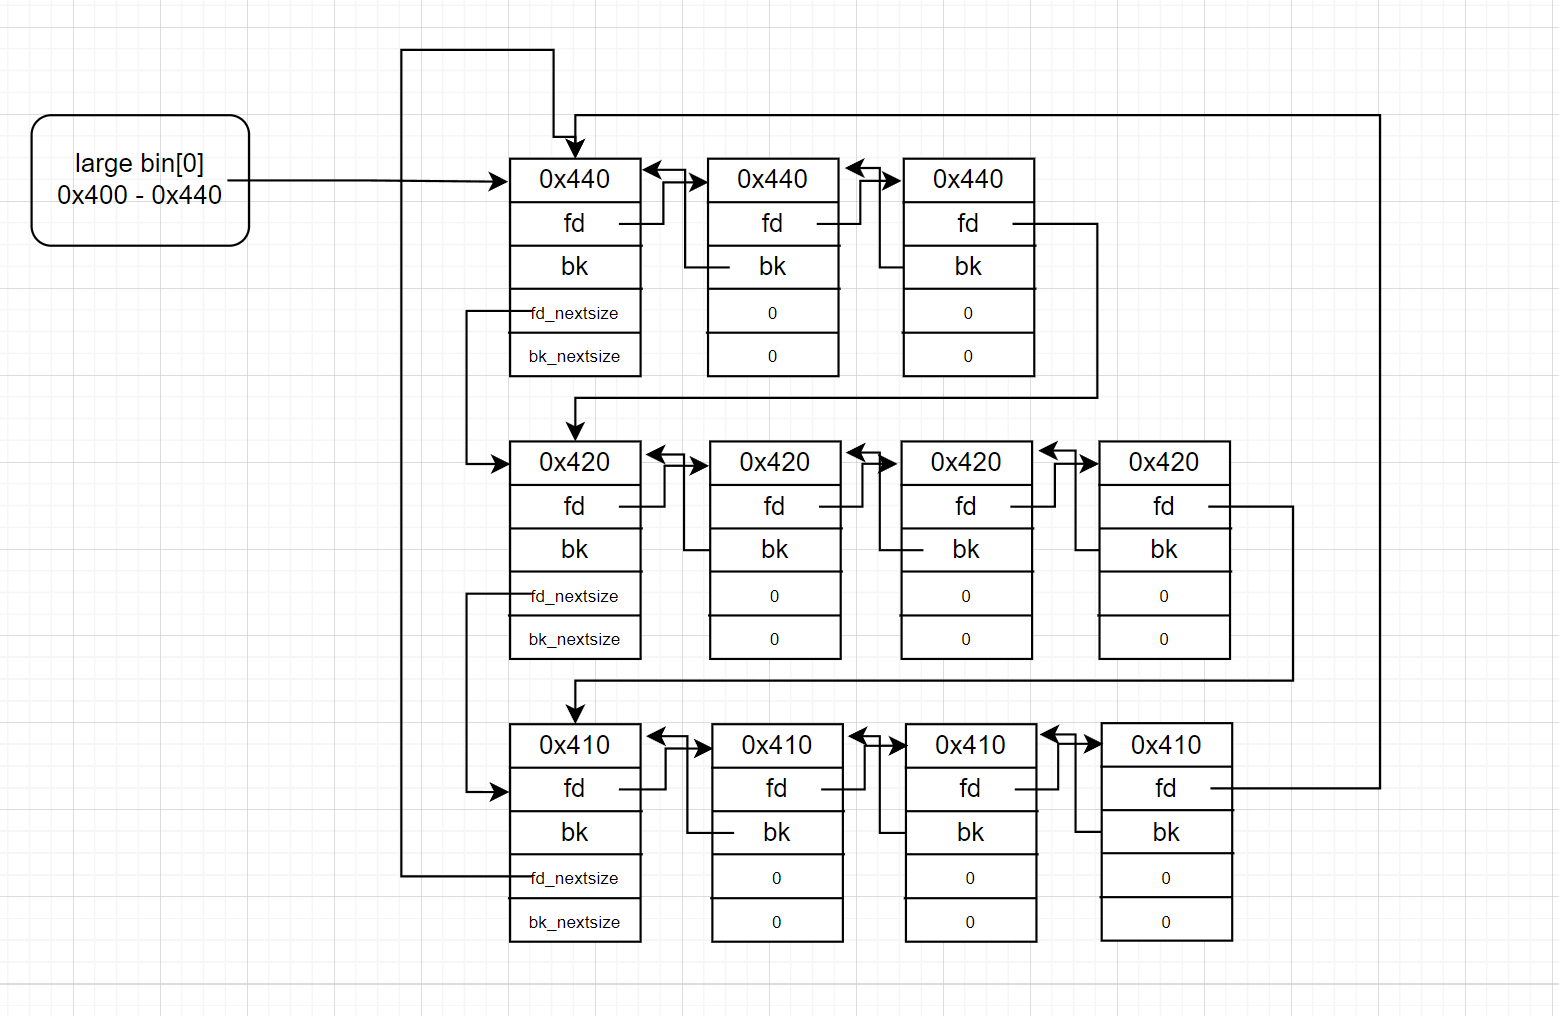 large bin[0]
0x400 - 0x440
0x440 0x440 0x440
fd fd fd
bk bk bk
fd_nextsize 0 0
bk_nextsize 0 0
0x420 0x420 0x420 0x420
fd fd fd fd
bk bk bk bk
fd_nextsize 0 0 0
bk_nextsize 0 0 0
0x410 0x410 0x410 0x410
fd fd fd fd
bk bk bk bk
fd_nextsize 0 0 0
bk_nextsize 0 0 0